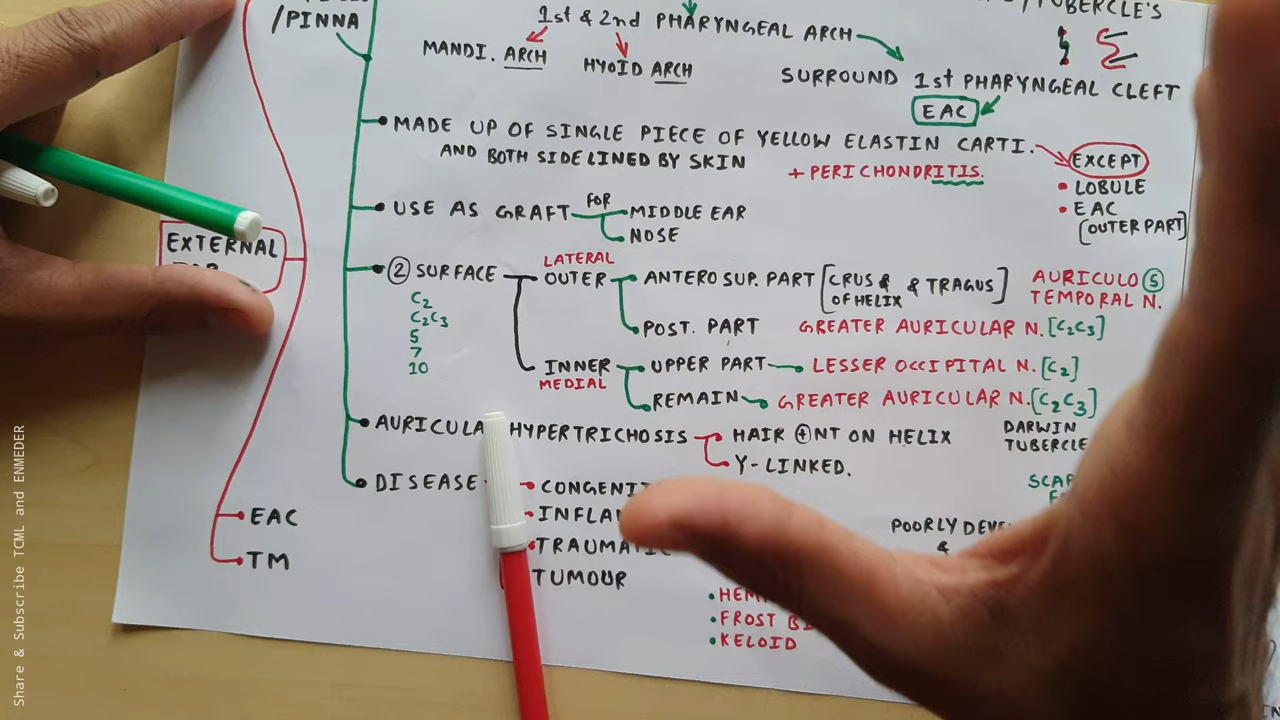 TUBERCLE'S
/PINNA
1st & 2nd PHARYNGEAL ARCH
MANDI. ARCH
HYOID ARCH
SURROUND 1st PHARYNGEAL CLEFT
EAC
MADE UP OF SINGLE PIECE OF YELLOW ELASTIN CARTI.
AND BOTH SIDE LINED BY SKIN
+ PERICHONDRITIS.
EXCEPT
• LOBULE
• EAC
[OUTER PART]
USE AS GRAFT FOR MIDDLE EAR
NOSE
EXTERNAL
② SURFACE
C2
C2C3
5
7
10
LATERAL
OUTER
ANTERO SUP. PART [CRUS & & TRAGUS]
OF HELIX
AURICULO ⑤
TEMPORAL N.
POST. PART GREATER AURICULAR N. [C2C3]
INNER
MEDIAL
UPPER PART LESSER OCCIPITAL N. [C2]
REMAIN GREATER AURICULAR N. [C2C3]
AURICULA HYPERTRICHOSIS HAIR ⊕NT ON HELIX
Y-LINKED.
DARWIN
TUBERCLE
DISEASE
CONGENI
INFLA
TRAUMATIC
TUMOUR
POORLY DEVE
&
• HEM
• FROST B
• KELOID
EAC
TM
Share & Subscribe TCML and ENMEDER